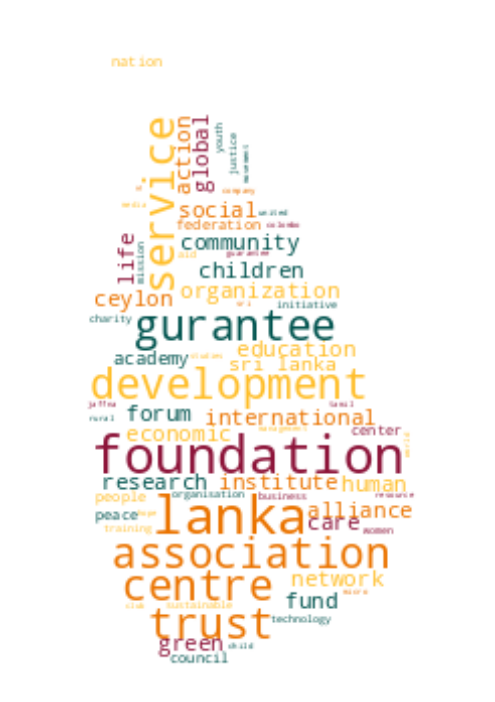 nation
service
action
global
youth
justice
company
media
social
united
federation
colombo
life
mission
community
guarantee
aid
children
ceylon
organization
sri
initiative
charity
gurantee
academy
studies
education
sri lanka
development
jaffna
tamil
rural
forum
international
economic
management
center
world
foundation
research
institute
human
people
organisation
business
resource
peace
hope
lanka
alliance
care
women
training
association
centre
network
micro
club
sustainable
fund
trust
technology
green
child
council